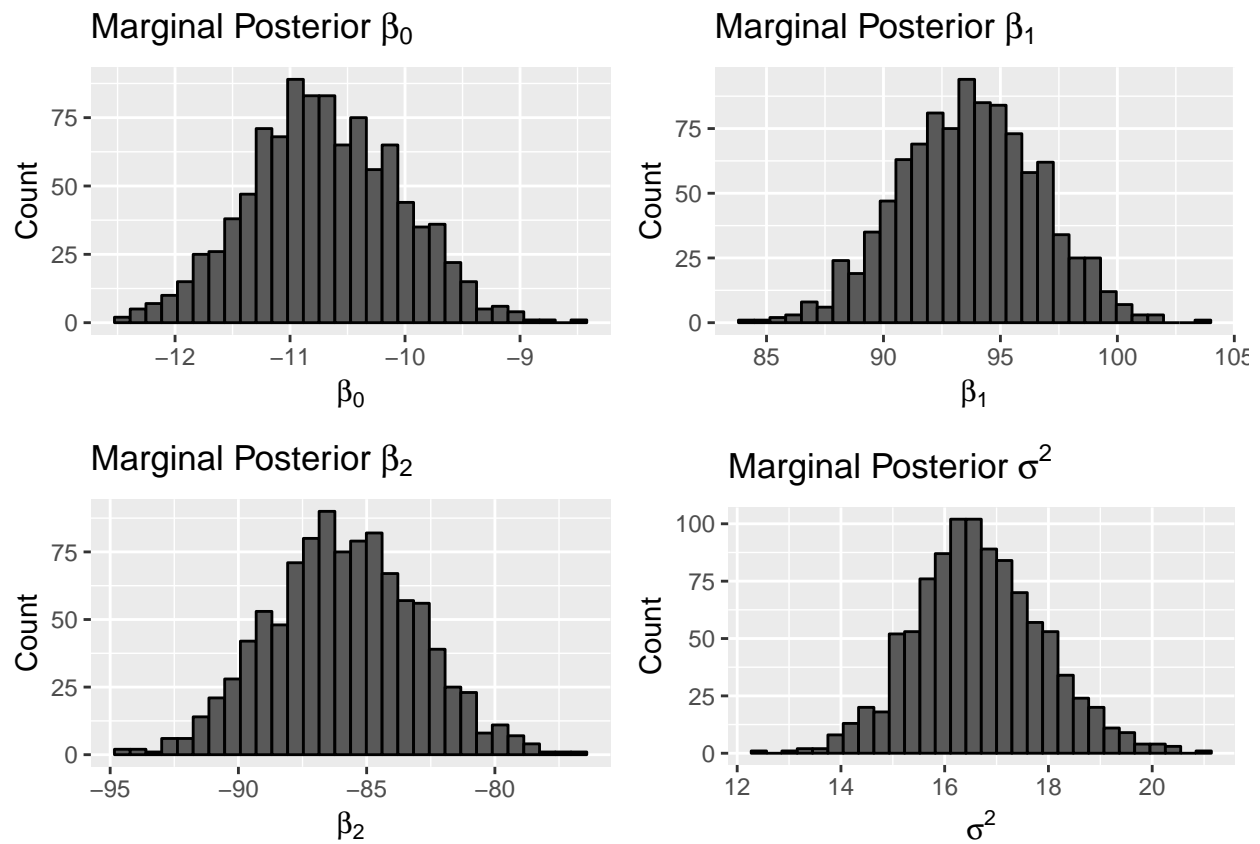 Marginal Posterior β₀
75
50
25
0
Count
−12 −11 −10 −9
β₀
Marginal Posterior β₁
75
50
25
0
Count
85 90 95 100 105
β₁
Marginal Posterior β₂
75
50
25
0
Count
−95 −90 −85 −80
β₂
Marginal Posterior σ²
100
75
50
25
0
Count
12 14 16 18 20
σ²